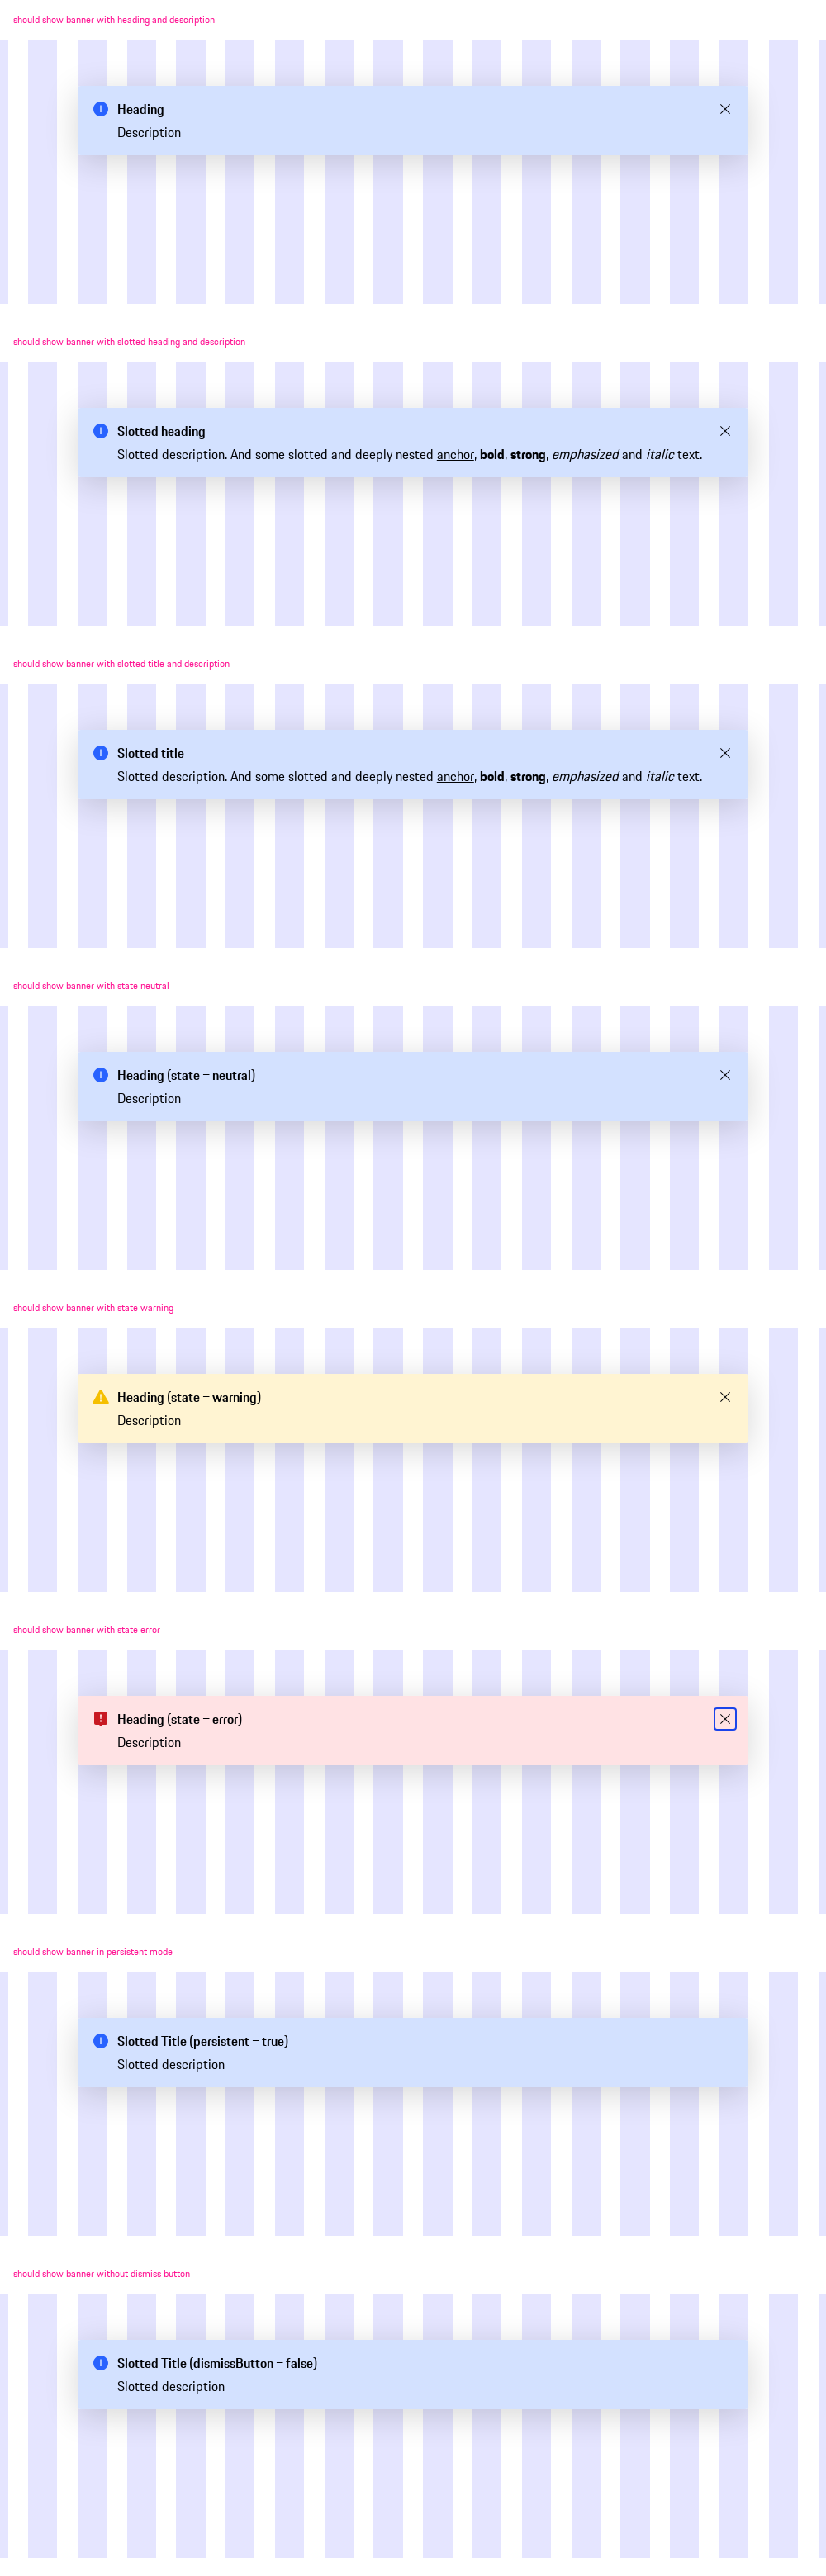 should show banner with heading and description
Heading
Description
should show banner with slotted heading and description
Slotted heading
Slotted description. And some slotted and deeply nested anchor, bold, strong, emphasized and italic text.
should show banner with slotted title and description
Slotted title
Slotted description. And some slotted and deeply nested anchor, bold, strong, emphasized and italic text.
should show banner with state neutral
Heading (state = neutral)
Description
should show banner with state warning
Heading (state = warning)
Description
should show banner with state error
Heading (state = error)
Description
should show banner in persistent mode
Slotted Title (persistent = true)
Slotted description
should show banner without dismiss button
Slotted Title (dismissButton = false)
Slotted description